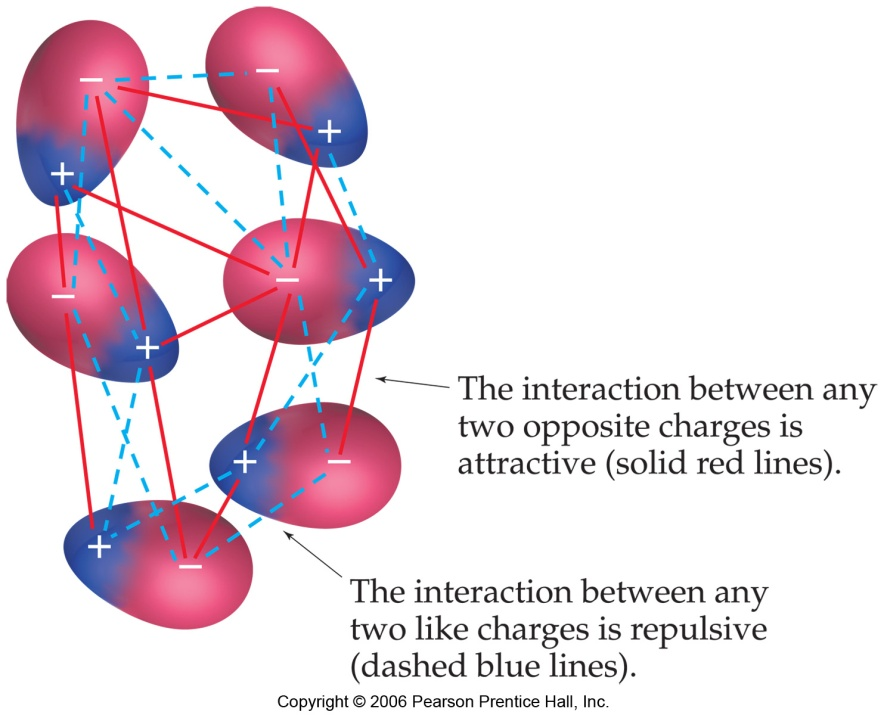 − −
+
+
− +
−
+
The interaction between any
two opposite charges is
attractive (solid red lines).
+ −
+
−
The interaction between any
two like charges is repulsive
(dashed blue lines).
Copyright © 2006 Pearson Prentice Hall, Inc.